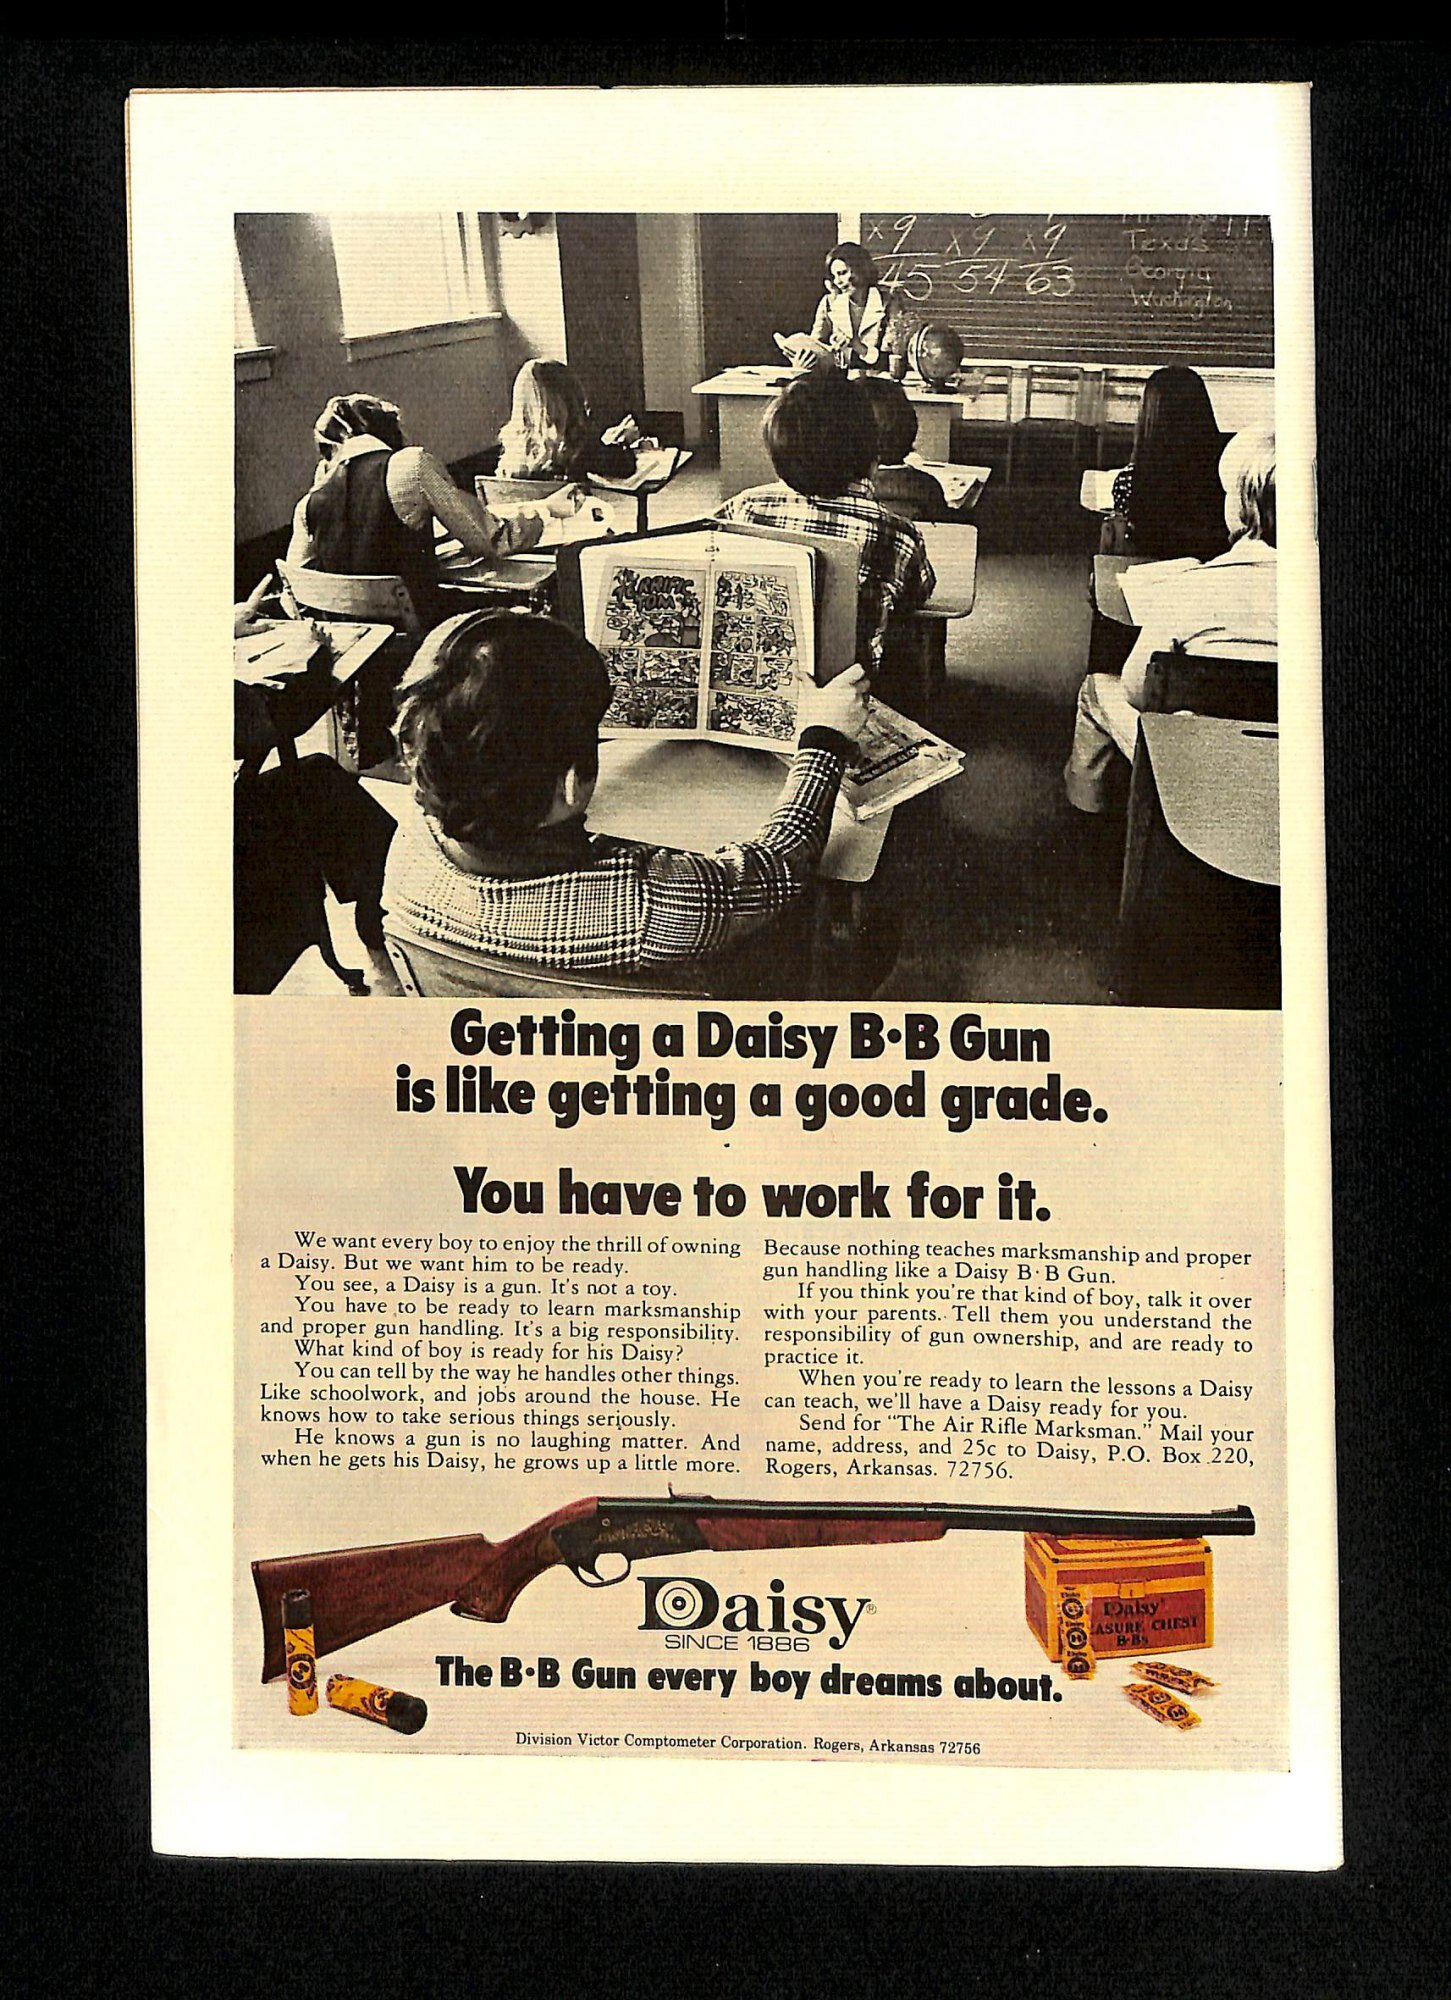 x9 x9 x9
45 54 63
Texas
Georgia
Washington
TERRIFIC
TOM
Getting a Daisy B·B Gun
is like getting a good grade.
You have to work for it.
We want every boy to enjoy the thrill of owning
a Daisy. But we want him to be ready.
You see, a Daisy is a gun. It's not a toy.
You have to be ready to learn marksmanship
and proper gun handling. It's a big responsibility.
What kind of boy is ready for his Daisy?
You can tell by the way he handles other things.
Like schoolwork, and jobs around the house. He
knows how to take serious things seriously.
He knows a gun is no laughing matter. And
when he gets his Daisy, he grows up a little more.
Because nothing teaches marksmanship and proper
gun handling like a Daisy B·B Gun.
If you think you're that kind of boy, talk it over
with your parents. Tell them you understand the
responsibility of gun ownership, and are ready to
practice it.
When you're ready to learn the lessons a Daisy
can teach, we'll have a Daisy ready for you.
Send for "The Air Rifle Marksman." Mail your
name, address, and 25c to Daisy, P.O. Box 220,
Rogers, Arkansas. 72756.
Daisy®
SINCE 1886
Daisy
ASURE CHEST
B·Bs
The B·B Gun every boy dreams about.
Division Victor Comptometer Corporation. Rogers, Arkansas 72756